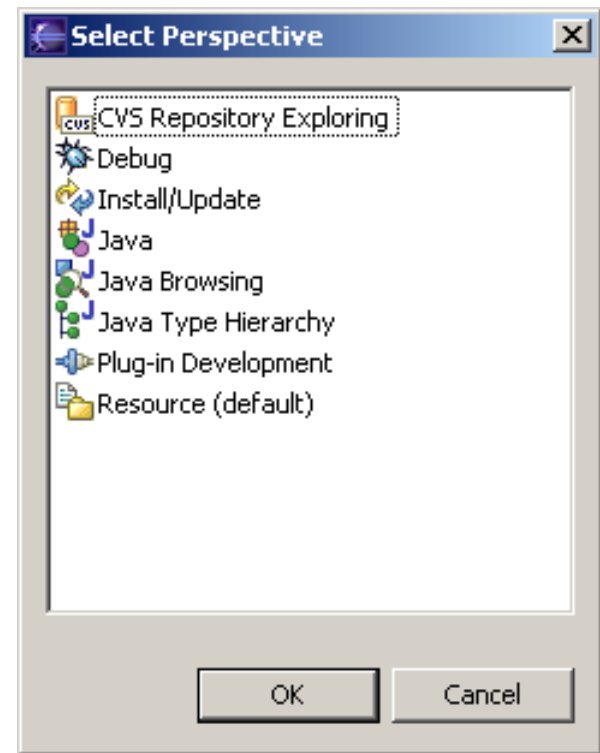 Select Perspective
CVS Repository Exploring
Debug
Install/Update
Java
Java Browsing
Java Type Hierarchy
Plug-in Development
Resource (default)
OK
Cancel